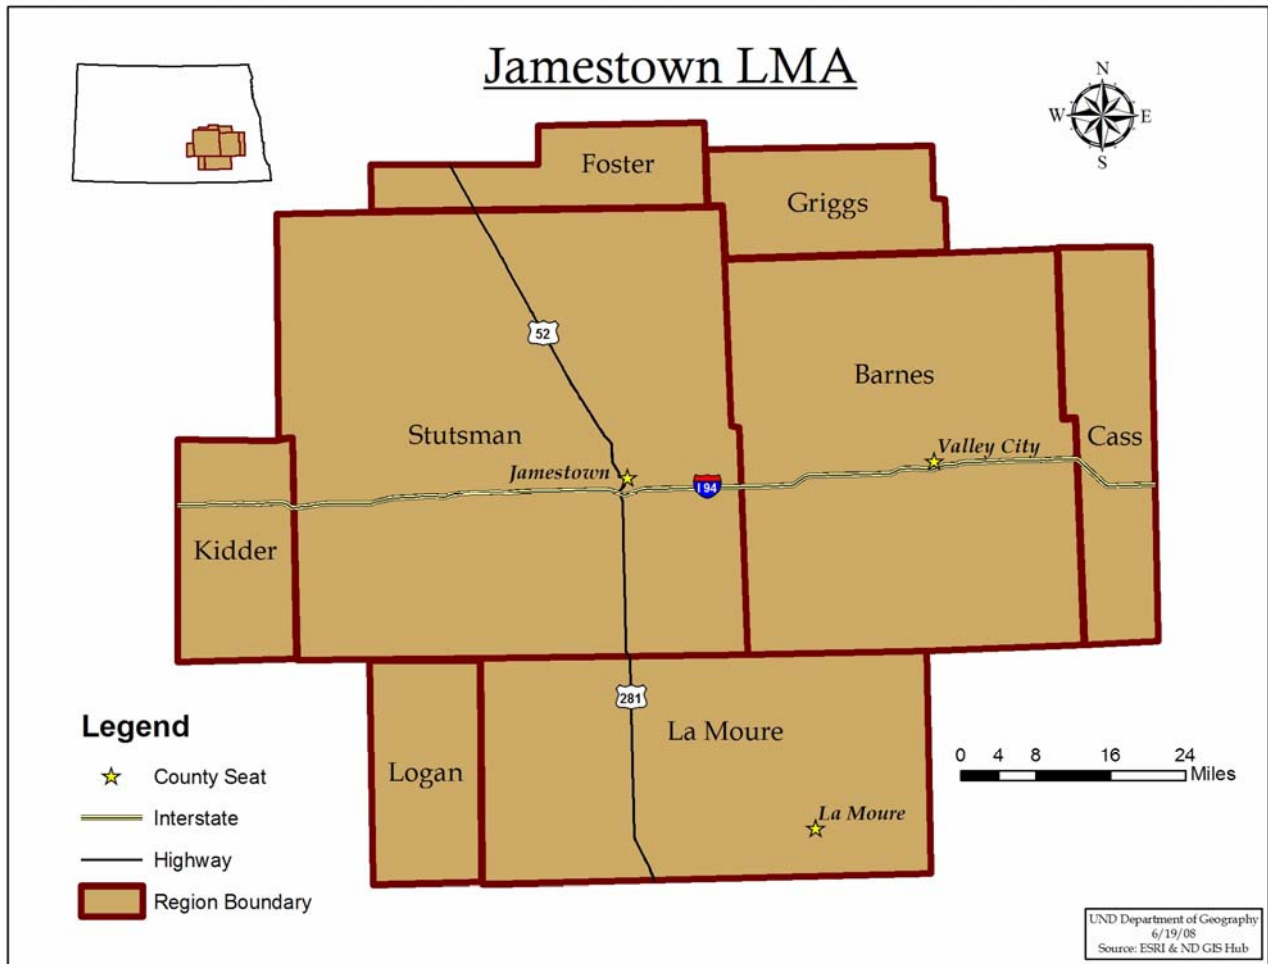 Jamestown LMA
N
W E
S
Foster
Griggs
52
Barnes
Stutsman
Cass
Valley City
Jamestown
I 94
Kidder
281
La Moure
Logan
La Moure
Legend
County Seat
Interstate
Highway
Region Boundary
0 4 8 16 24
Miles
UND Department of Geography
6/19/08
Source: ESRI & ND GIS Hub